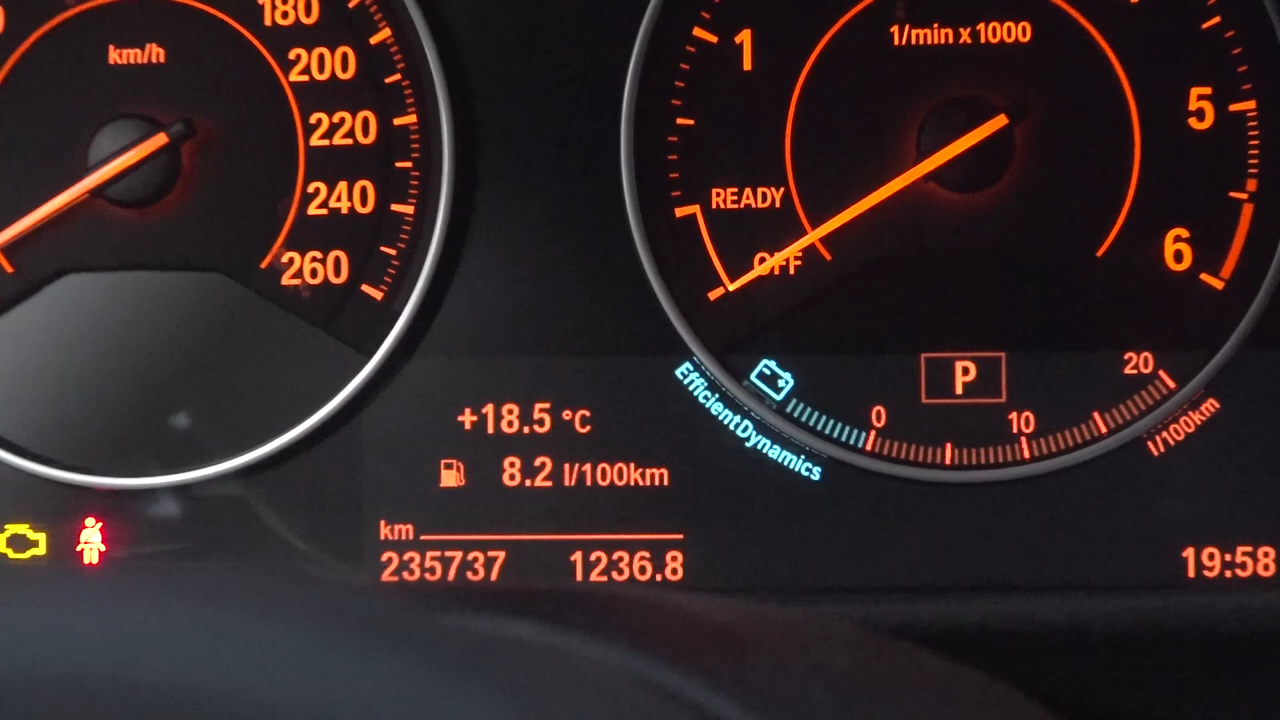 180
km/h
200
220
240
260
1/min x 1000
1
5
READY
OFF
6
P
0
10
20
l/100km
EfficientDynamics
+18.5 °C
8.2 l/100km
km
235737 1236.8
19:58